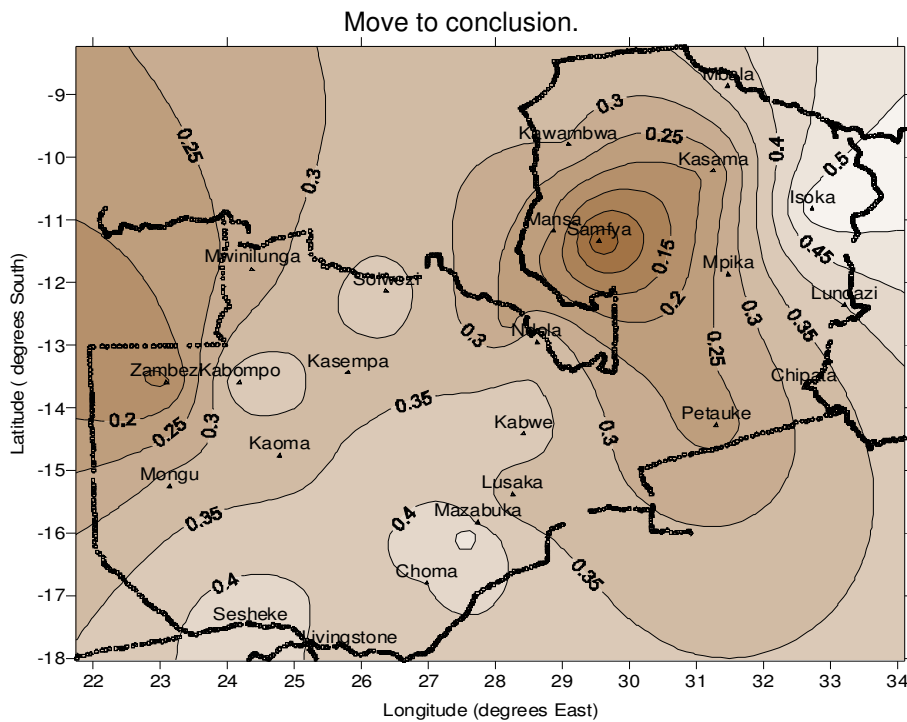 Move to conclusion.
-9
-10
-11
-12
-13
-14
-15
-16
-17
-18
Latitude ( degrees South)
22
23
24
25
26
27
28
29
30
31
32
33
34
Longitude (degrees East)
Mbala
0.3
0.4
0.25
Kawambwa
0.25
0.5
Kasama
0.3
Isoka
Mansa
Samfya
0.45
Mwinilunga
0.15
Mpika
Solwezi
0.2
Lundazi
0.3
0.35
0.3
Ndola
0.25
Zambezi
Kabompo
Kasempa
Chipata
0.2
0.35
0.3
Petauke
0.25
Kabwe
0.3
Kaoma
Mongu
Lusaka
0.35
0.4
Mazabuka
Choma
0.35
0.4
Sesheke
Livingstone